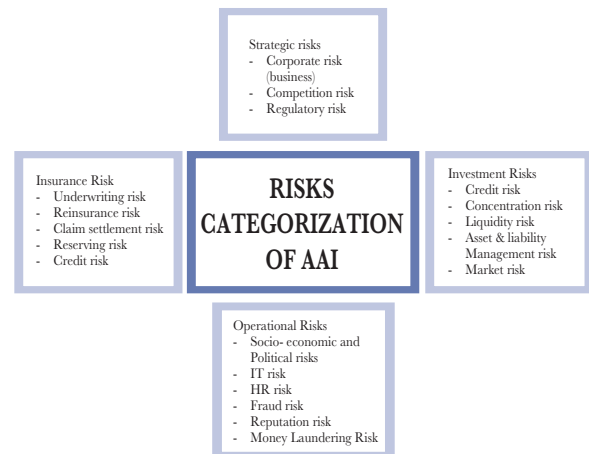 Strategic risks
- Corporate risk
(business)
- Competition risk
- Regulatory risk
Insurance Risk
- Underwriting risk
- Reinsurance risk
- Claim settlement risk
- Reserving risk
- Credit risk
RISKS
CATEGORIZATION
OF AAI
Investment Risks
- Credit risk
- Concentration risk
- Liquidity risk
- Asset & liability
Management risk
- Market risk
Operational Risks
- Socio- economic and
Political risks
- IT risk
- HR risk
- Fraud risk
- Reputation risk
- Money Laundering Risk